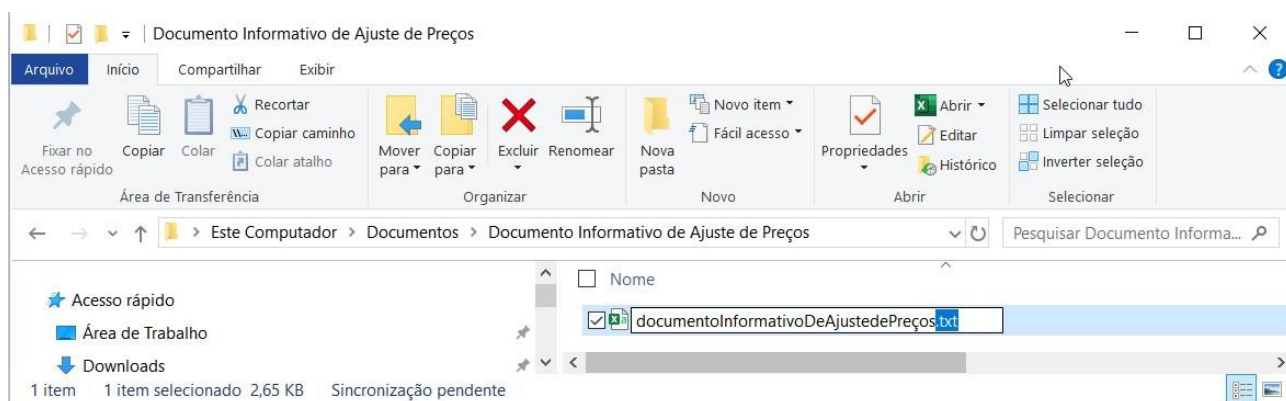 Documento Informativo de Ajuste de Preços
Arquivo Início Compartilhar Exibir
Fixar no Acesso rápido
Copiar
Colar
Recortar
Copiar caminho
Colar atalho
Área de Transferência
Mover para
Copiar para
Excluir
Renomear
Organizar
Nova pasta
Novo item
Fácil acesso
Novo
Propriedades
Abrir
Editar
Histórico
Abrir
Selecionar tudo
Limpar seleção
Inverter seleção
Selecionar
Este Computador > Documentos > Documento Informativo de Ajuste de Preços
Pesquisar Documento Informa...
Acesso rápido
Área de Trabalho
Downloads
Nome
documentoInformativoDeAjustedePreços.txt
1 item 1 item selecionado 2,65 KB Sincronização pendente